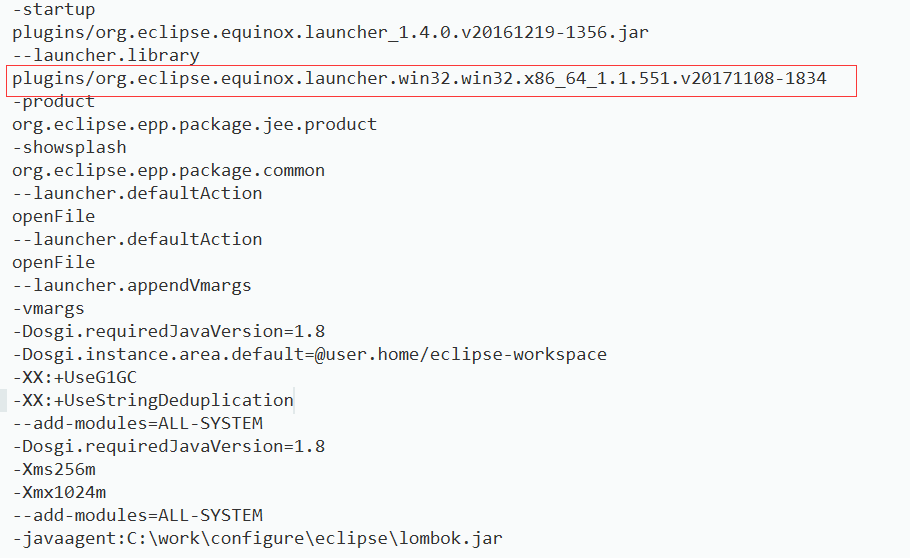 -startup
plugins/org.eclipse.equinox.launcher_1.4.0.v20161219-1356.jar
--launcher.library
plugins/org.eclipse.equinox.launcher.win32.win32.x86_64_1.1.551.v20171108-1834
-product
org.eclipse.epp.package.jee.product
-showsplash
org.eclipse.epp.package.common
--launcher.defaultAction
openFile
--launcher.defaultAction
openFile
--launcher.appendVmargs
-vmargs
-Dosgi.requiredJavaVersion=1.8
-Dosgi.instance.area.default=@user.home/eclipse-workspace
-XX:+UseG1GC
-XX:+UseStringDeduplication
--add-modules=ALL-SYSTEM
-Dosgi.requiredJavaVersion=1.8
-Xms256m
-Xmx1024m
--add-modules=ALL-SYSTEM
-javaagent:C:\work\configure\eclipse\lombok.jar